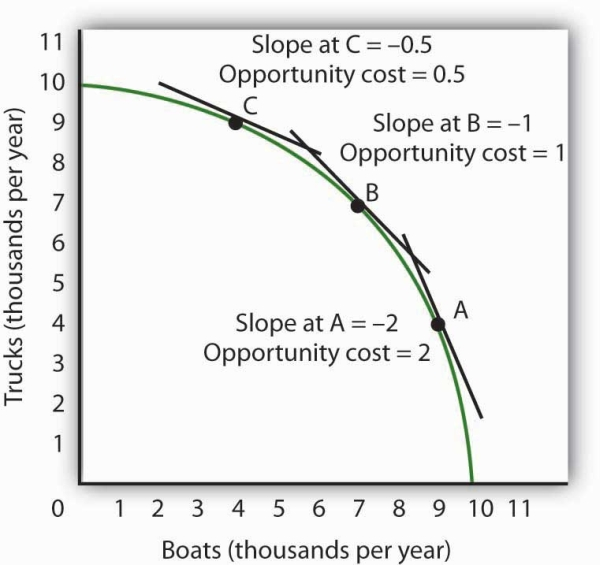 Slope at C = –0.5
Opportunity cost = 0.5
C
Slope at B = –1
Opportunity cost = 1
B
A
Slope at A = –2
Opportunity cost = 2
Trucks (thousands per year)
11
10
9
8
7
6
5
4
3
2
1
0 1 2 3 4 5 6 7 8 9 10 11
Boats (thousands per year)